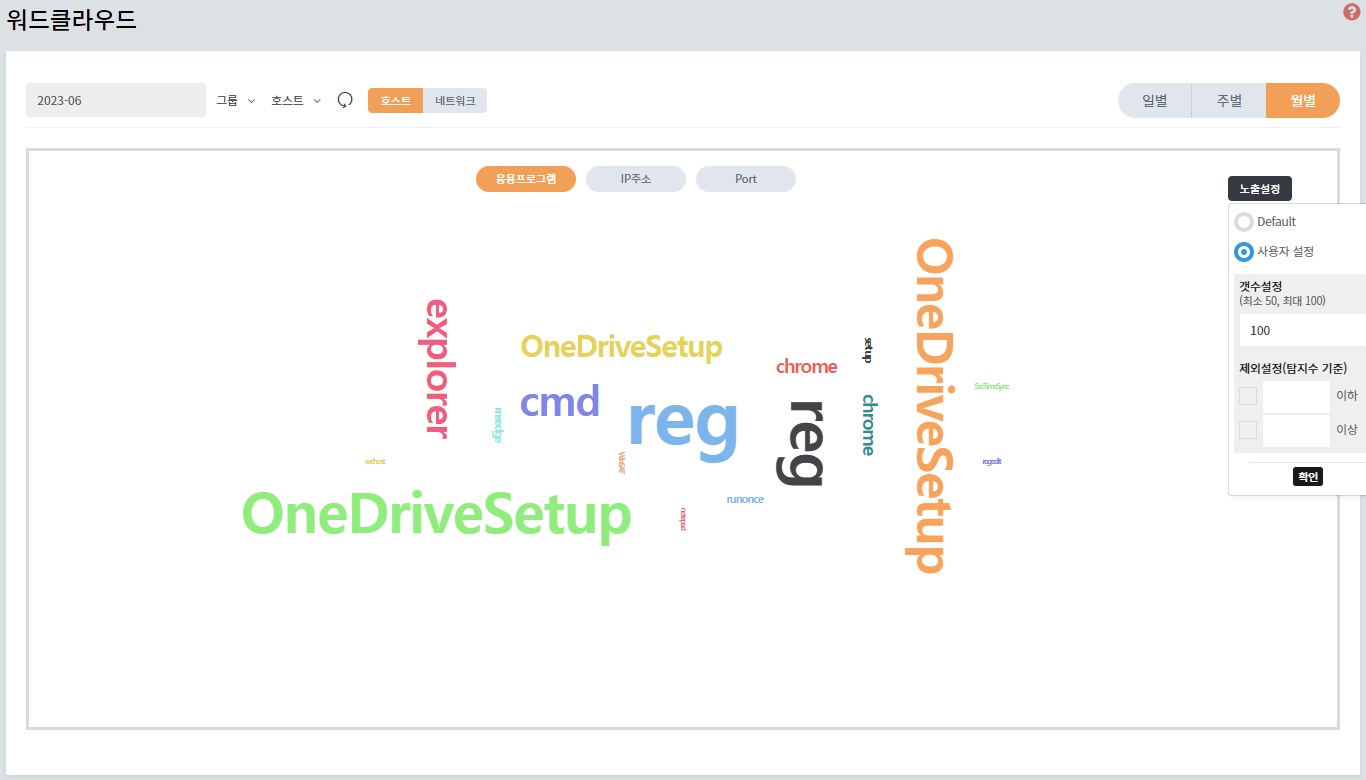 워드클라우드
?
2023-06
그룹
호스트
호스트
네트워크
일별
주별
월별
응용프로그램
IP주소
Port
노출설정
Default
사용자 설정
갯수설정
(최소 50, 최대 100)
100
제외설정(탐지수 기준)
이하
이상
확인
OneDriveSetup
explorer
OneDriveSetup
setup
chrome
SecTimeSync
cmd
reg
chrome
reg
msedge
svchost
WinSAT
regedit
OneDriveSetup
runonce
notepad